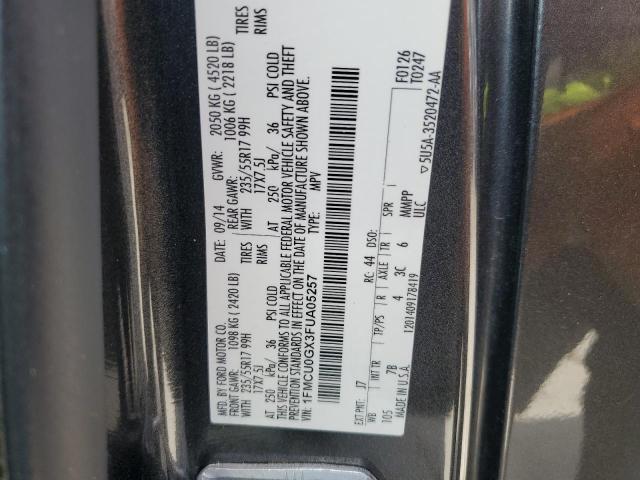 MFD. BY FORD MOTOR CO.
DATE: 09/14 GVWR: 2050 KG ( 4520 LB)
FRONT GAWR: 1098 KG ( 2420 LB) REAR GAWR: 1006 KG ( 2218 LB)
WITH 235/55R17 99H TIRES WITH 235/55R17 99H TIRES
17X7.5J RIMS 17X7.5J RIMS
AT 250 kPa/ 36 PSI COLD AT 250 kPa/ 36 PSI COLD
THIS VEHICLE CONFORMS TO ALL APPLICABLE FEDERAL MOTOR VEHICLE SAFETY AND THEFT
PREVENTION STANDARDS IN EFFECT ON THE DATE OF MANUFACTURE SHOWN ABOVE.
VIN: 1FMCU0GX3FUA05257 TYPE: MPV
F0126
T0247
EXT PNT: J7 RC: 44 DSO:
WB INT TR TP/PS R AXLE TR SPR
105 7B 4 3C 6 MMPP
MADE IN U.S.A. ULC
1201409178419
▽5U5A-3520472-AA